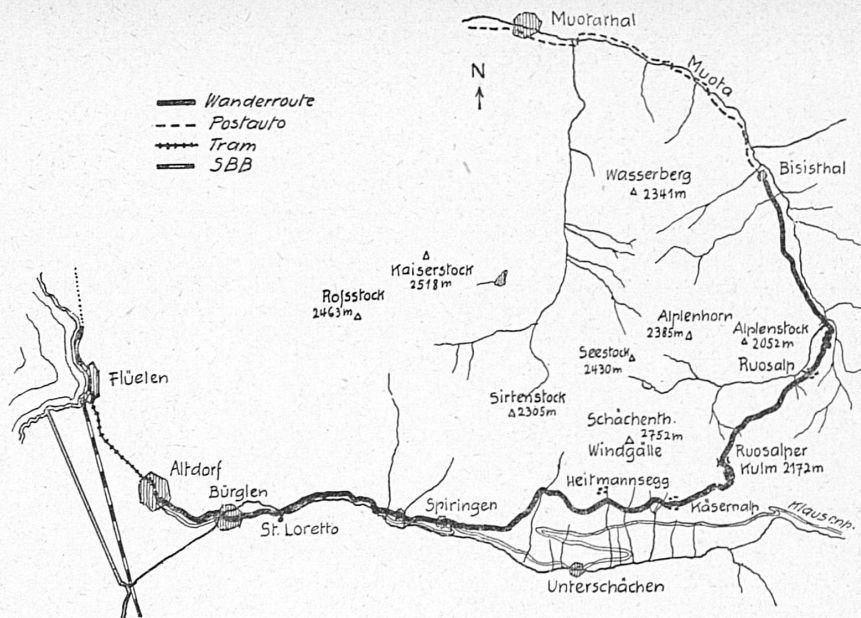 Muotathal
N
Muota
Wanderroute
Postauto
Tram
SBB
Wasserberg
2341m
Bisisthal
Kaiserstock
2518m
Roſsstock
2463m
Alplenhorn
2385m
Alplenstock
2052m
Seestock
2430m
Ruosalp
Flüelen
Sirtenstock
2305m
Schächenth.
2752m
Windgälle
Ruosalper
Kulm 2172m
Altdorf
Bürglen
Heitmannsegg
Spiringen
Käsernalp
Klausenp.
St. Loretto
Unterschächen